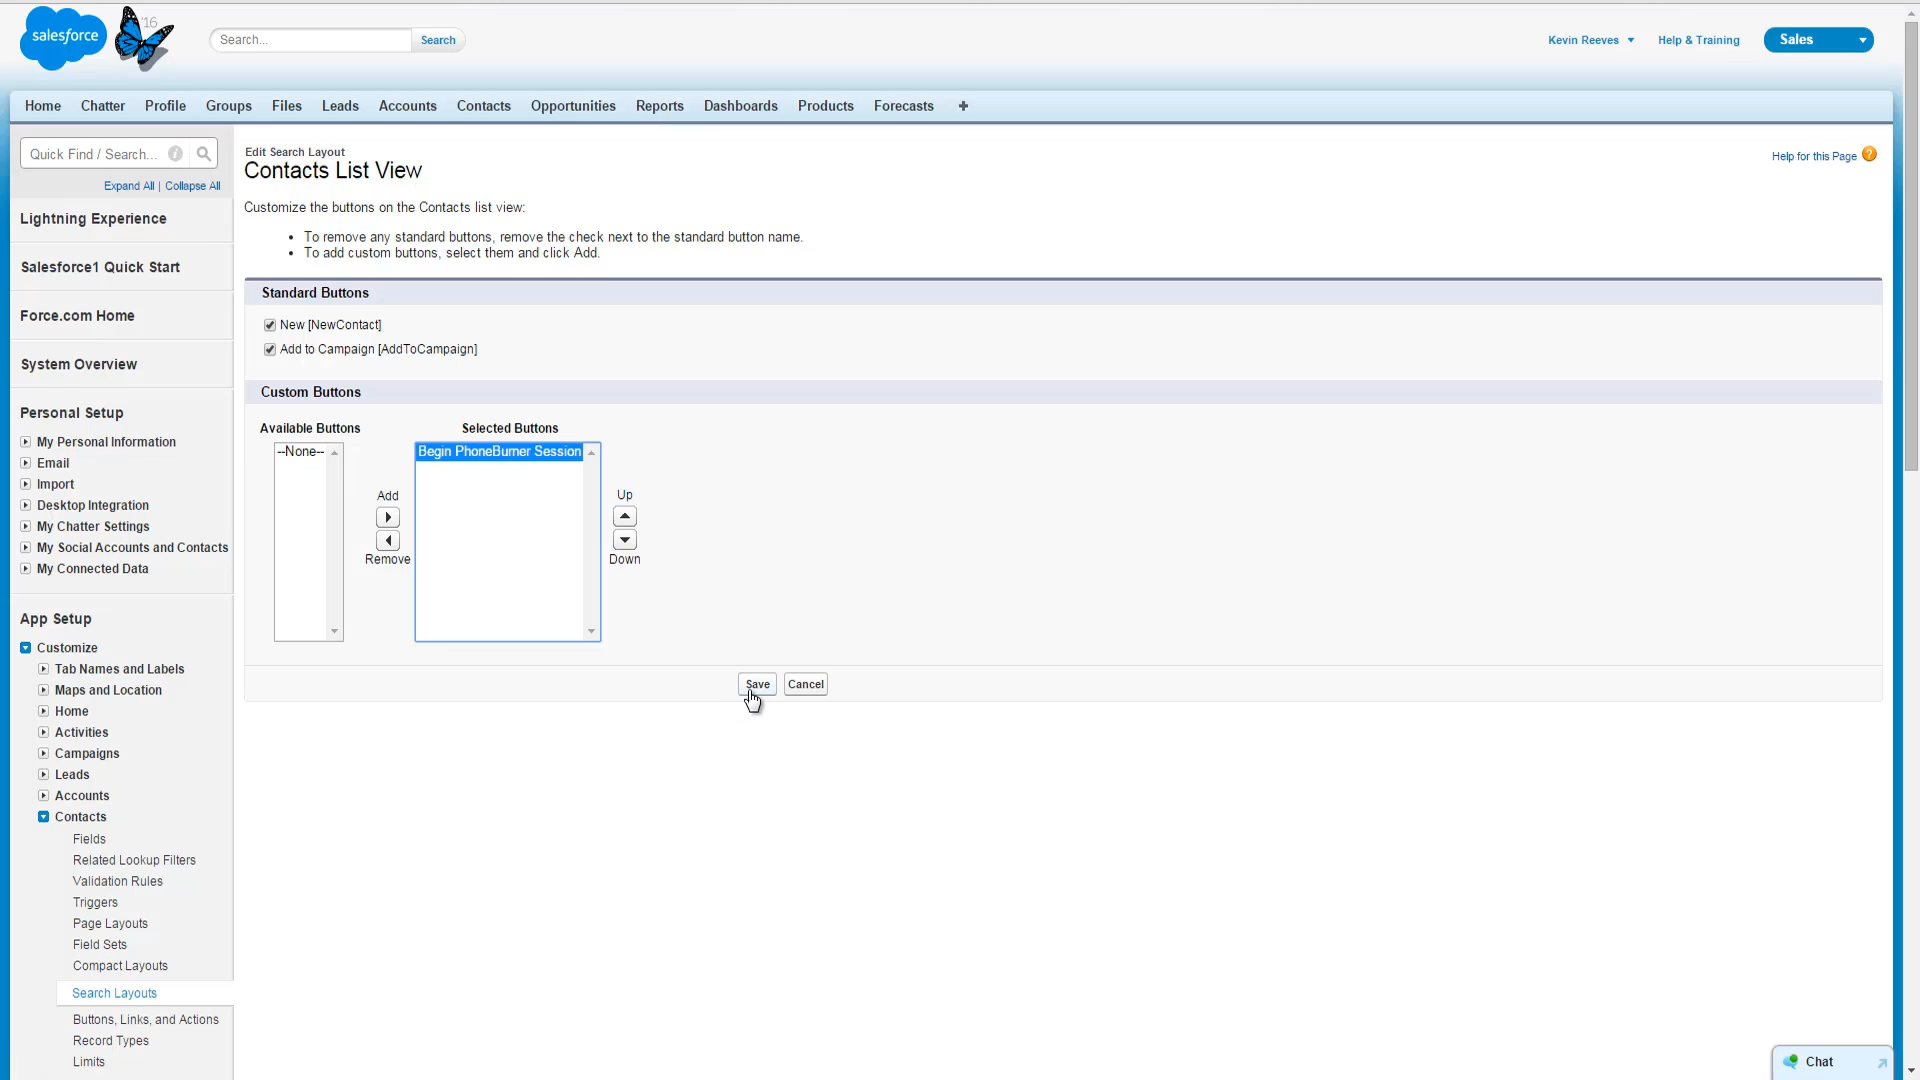 salesforce
'16
Search...
Search
Kevin Reeves
Help & Training
Sales
Home
Chatter
Profile
Groups
Files
Leads
Accounts
Contacts
Opportunities
Reports
Dashboards
Products
Forecasts
Quick Find / Search...
Expand All | Collapse All
Lightning Experience
Salesforce1 Quick Start
Force.com Home
System Overview
Personal Setup
My Personal Information
Email
Import
Desktop Integration
My Chatter Settings
My Social Accounts and Contacts
My Connected Data
App Setup
Customize
Tab Names and Labels
Maps and Location
Home
Activities
Campaigns
Leads
Accounts
Contacts
Fields
Related Lookup Filters
Validation Rules
Triggers
Page Layouts
Field Sets
Compact Layouts
Search Layouts
Buttons, Links, and Actions
Record Types
Limits
Edit Search Layout
Contacts List View
Help for this Page ?
Customize the buttons on the Contacts list view:
• To remove any standard buttons, remove the check next to the standard button name.
• To add custom buttons, select them and click Add.
Standard Buttons
New [NewContact]
Add to Campaign [AddToCampaign]
Custom Buttons
Available Buttons
Selected Buttons
--None--
Begin PhoneBurner Session
Add
Remove
Up
Down
Save
Cancel
Chat